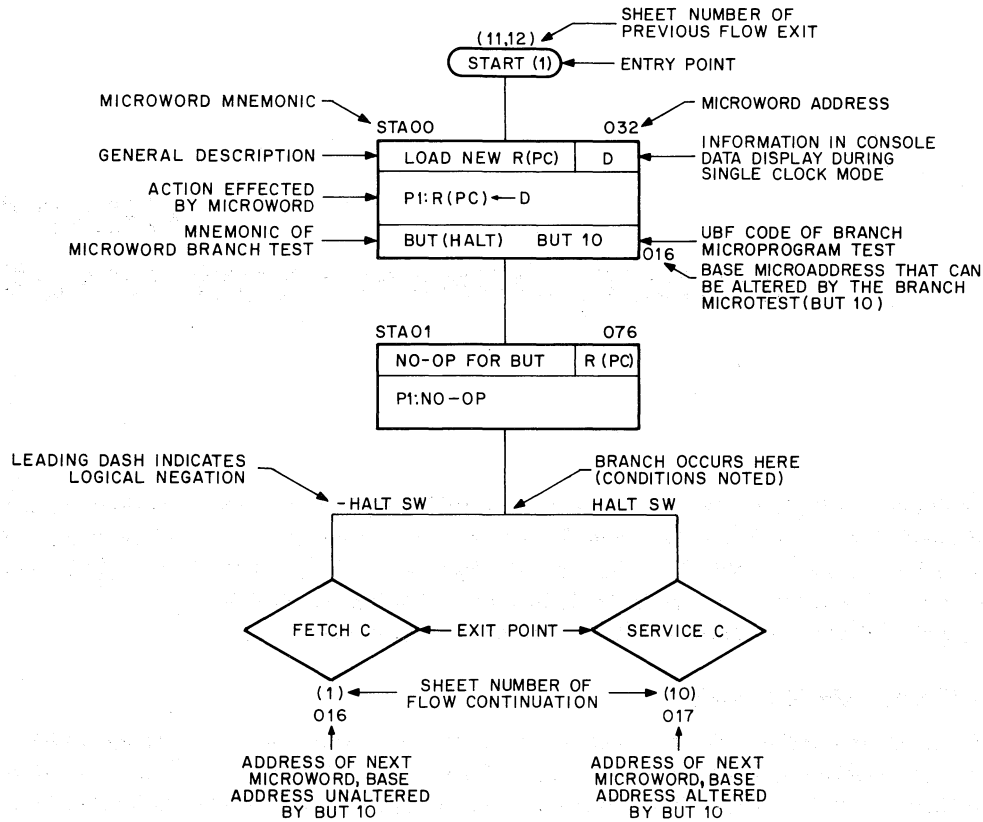 SHEET NUMBER OF
PREVIOUS FLOW EXIT
(11,12)
START (1)
ENTRY POINT
MICROWORD MNEMONIC
MICROWORD ADDRESS
STA00
032
GENERAL DESCRIPTION
LOAD NEW R(PC)
D
INFORMATION IN CONSOLE
DATA DISPLAY DURING
SINGLE CLOCK MODE
ACTION EFFECTED
BY MICROWORD
P1:R(PC)←D
MNEMONIC OF
MICROWORD BRANCH TEST
BUT(HALT) BUT 10
UBF CODE OF BRANCH
MICROPROGRAM TEST
016
BASE MICROADDRESS THAT CAN
BE ALTERED BY THE BRANCH
MICROTEST(BUT 10)
STA01
076
NO-OP FOR BUT
R(PC)
P1:NO-OP
LEADING DASH INDICATES
LOGICAL NEGATION
BRANCH OCCURS HERE
(CONDITIONS NOTED)
-HALT SW
HALT SW
FETCH C
EXIT POINT
SERVICE C
(1)
SHEET NUMBER OF
FLOW CONTINUATION
(10)
016
017
ADDRESS OF NEXT
MICROWORD, BASE
ADDRESS UNALTERED
BY BUT 10
ADDRESS OF NEXT
MICROWORD, BASE
ADDRESS ALTERED
BY BUT 10